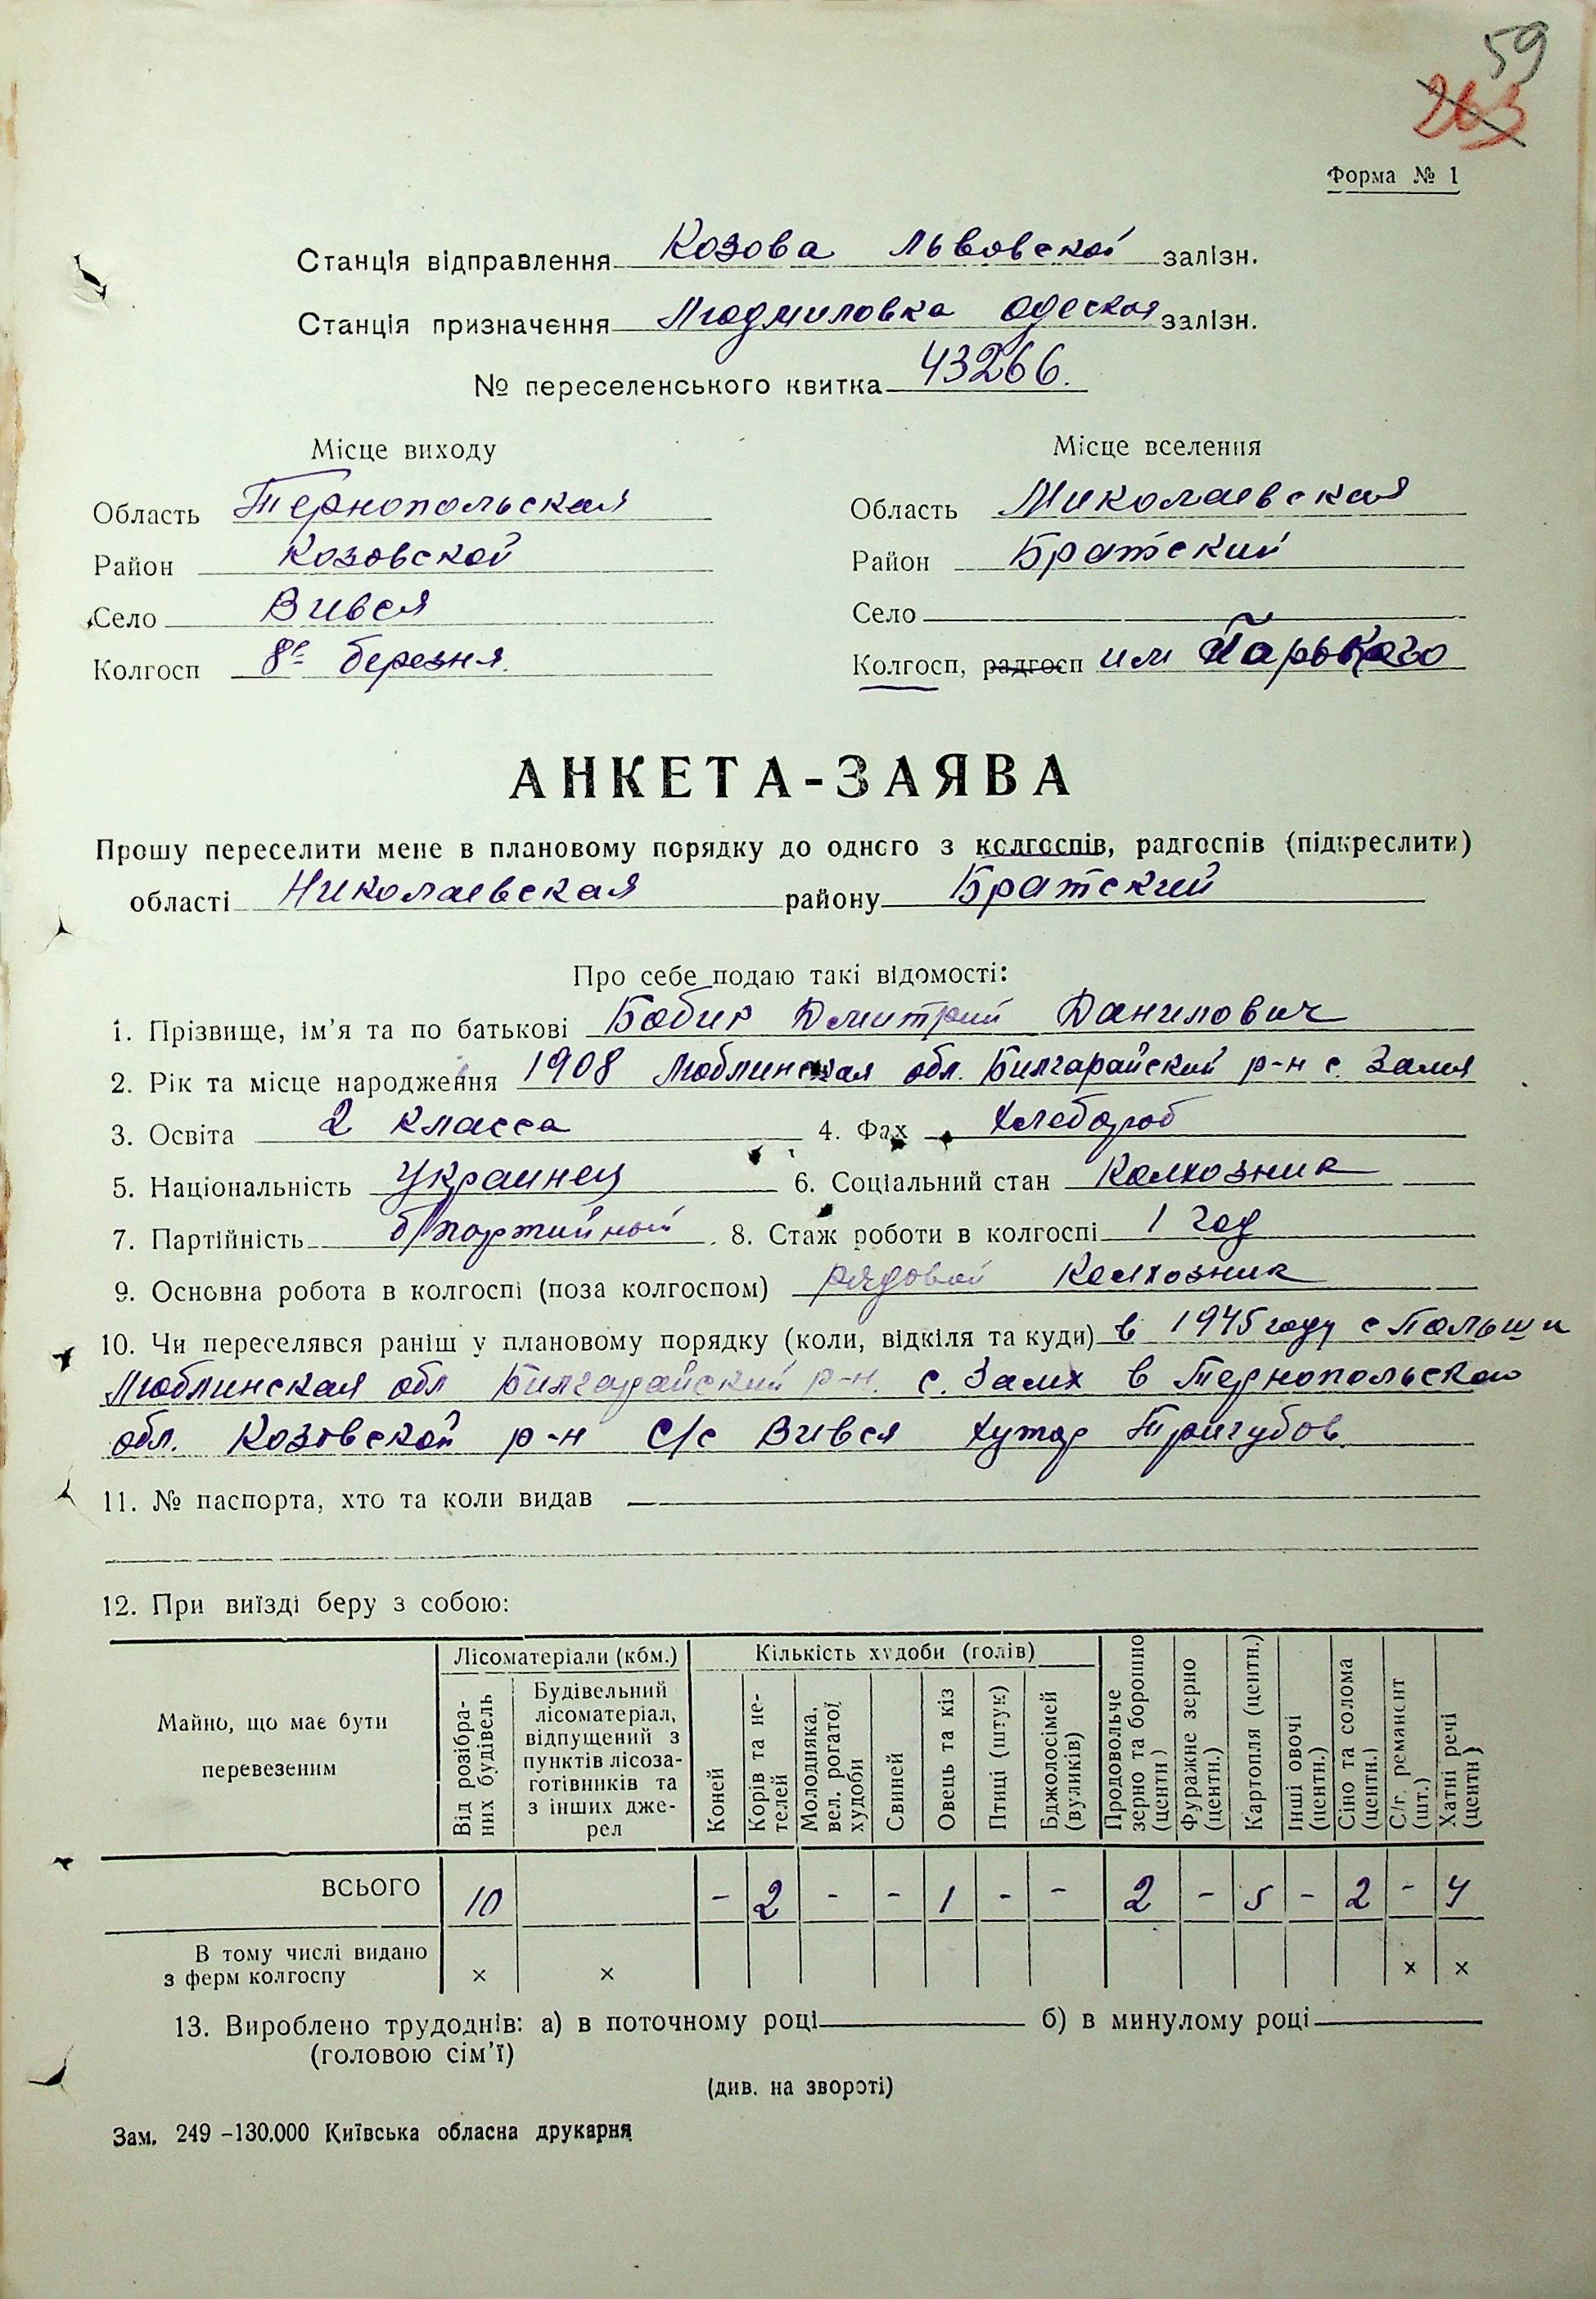 59
263
Форма № 1
Станція відправлення Козова Львовской залізн.
Станція призначення Людмиловка Одеская залізн.
№ переселенського квитка 43266.
Місце виходу
Місце вселення
Область Тернопольская
Область Николаевская
Район Козовской
Район Братский
Село Вився
Село
Колгосп 8е березня.
Колгосп, радгосп им Горького
АНКЕТА-ЗАЯВА
Прошу переселити мене в плановому порядку до одного з колгоспів, радгоспів (підкреслити)
області Николаевская району Братский
Про себе подаю такі відомості:
1. Прізвище, ім’я та по батькові Бобик Дмитрий Данилович
2. Рік та місце народження 1908 Люблинская обл. Билгарайский р-н с. Замя
3. Освіта 2 класса 4. Фах Хлебороб
5. Національність Украинец 6. Соціальний стан Колхозник
7. Партійність б/партийный 8. Стаж роботи в колгоспі 1 год
9. Основна робота в колгоспі (поза колгоспом) рядовой Колхозник
10. Чи переселявся раніш у плановому порядку (коли, відкіля та куди) в 1945 году с Польши
Люблинская обл Билгарайский р-н. с. Замх в Тернопольскою
обл. Козовской р-н С/с Вився Хутор Тригубов.
11. № паспорта, хто та коли видав
12. При виїзді беру з собою:
Майно, що має бути перевезеним
Лісоматеріали (кбм.)
Кількість худоби (голів)
Від розібраних будівель
Будівельний лісоматеріал, відпущений з пунктів лісозаготівників та з інших джерел
Коней
Корів та нетелей
Молодняка, вел. рогатої худоби
Свиней
Овець та кіз
Птиці (штук)
Бджолосімей (вуликів)
Продовольче зерно та борошно (центн)
Фуражне зерно (центн.)
Картопля (центн.)
Інші овочі (центн.)
Сіно та солома (центн.)
С/г. реманент (шт.)
Хатні речі (центн)
ВСЬОГО 10 - 2 - - 1 - - 2 - 5 - 2 - 4
В тому числі видано
з ферм колгоспу × × × ×
13. Вироблено трудоднів: а) в поточному році б) в минулому році
(головою сім’ї)
(див. на звороті)
Зам. 249 -130.000 Київська обласна друкарня